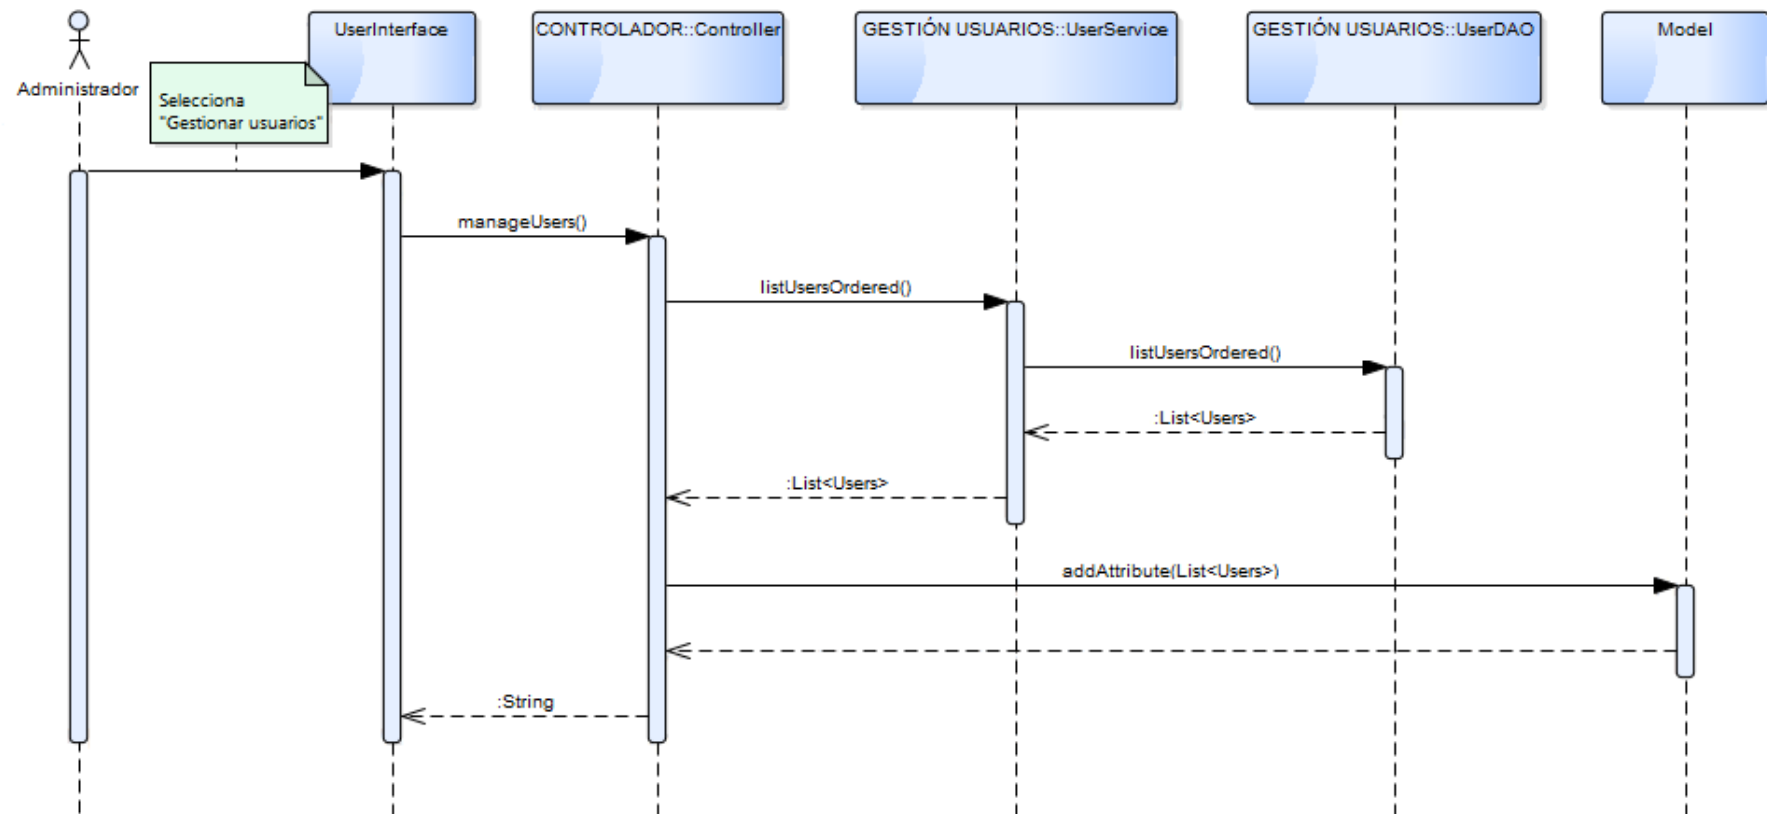 Administrador
Selecciona
"Gestionar usuarios"
UserInterface
CONTROLADOR::Controller
GESTIÓN USUARIOS::UserService
GESTIÓN USUARIOS::UserDAO
Model
manageUsers()
listUsersOrdered()
listUsersOrdered()
:List<Users>
:List<Users>
addAttribute(List<Users>)
:String